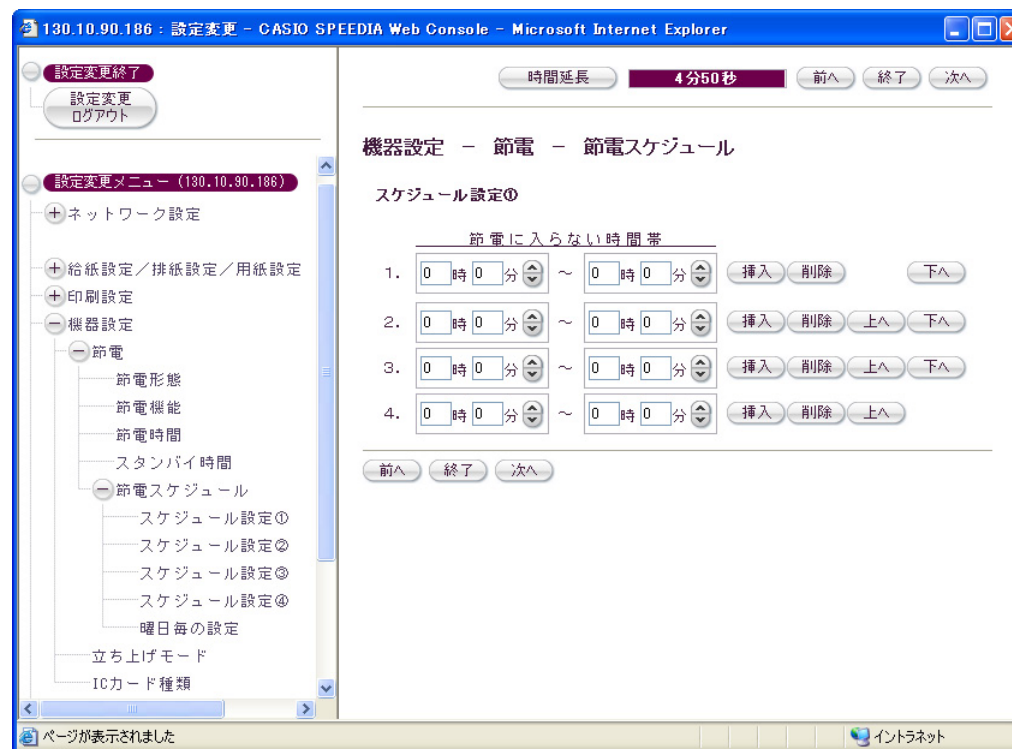 130.10.90.186 : 設定変更 - CASIO SPEEDIA Web Console - Microsoft Internet Explorer
設定変更終了
設定変更
ログアウト
設定変更メニュー (130.10.90.186)
ネットワーク設定
給紙設定／排紙設定／用紙設定
印刷設定
機器設定
節電
節電形態
節電機能
節電時間
スタンバイ時間
節電スケジュール
スケジュール設定①
スケジュール設定②
スケジュール設定③
スケジュール設定④
曜日毎の設定
立ち上げモード
ICカード種類
時間延長 4分50秒 前へ 終了 次へ
機器設定 － 節電 － 節電スケジュール
スケジュール設定①
節電に入らない時間帯
1. 0 時 0 分 ～ 0 時 0 分 挿入 削除 下へ
2. 0 時 0 分 ～ 0 時 0 分 挿入 削除 上へ 下へ
3. 0 時 0 分 ～ 0 時 0 分 挿入 削除 上へ 下へ
4. 0 時 0 分 ～ 0 時 0 分 挿入 削除 上へ
前へ 終了 次へ
ページが表示されました
イントラネット